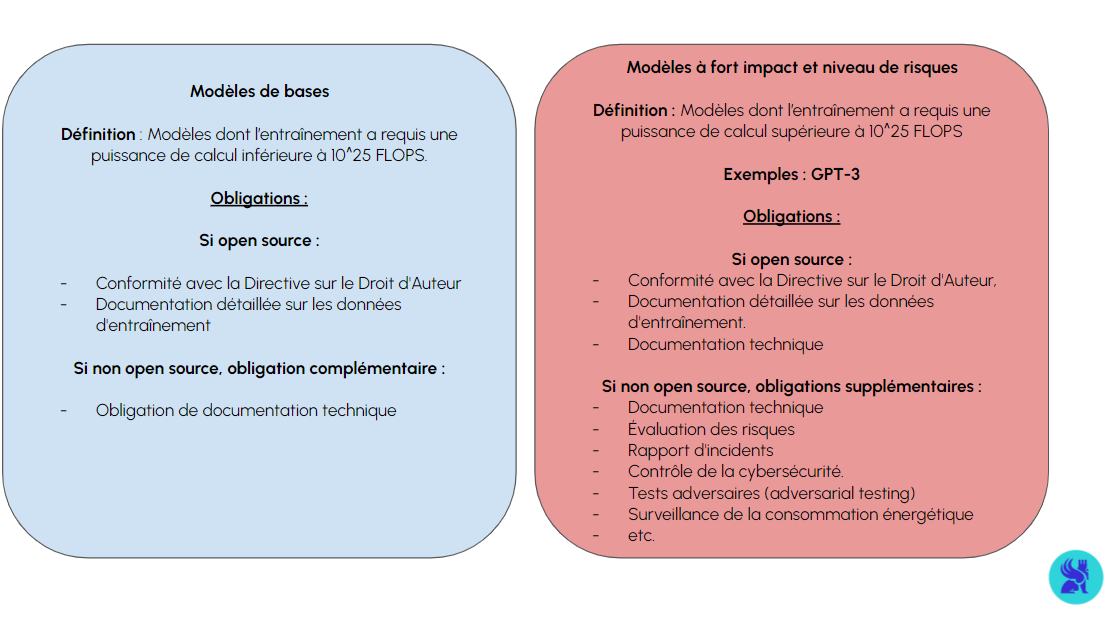 Modèles de bases
Définition : Modèles dont l'entraînement a requis une
puissance de calcul inférieure à 10^25 FLOPS.
Obligations :
Si open source :
- Conformité avec la Directive sur le Droit d'Auteur
- Documentation détaillée sur les données
d'entraînement
Si non open source, obligation complémentaire :
- Obligation de documentation technique
Modèles à fort impact et niveau de risques
Définition : Modèles dont l'entraînement a requis une
puissance de calcul supérieure à 10^25 FLOPS
Exemples : GPT-3
Obligations :
Si open source :
- Conformité avec la Directive sur le Droit d'Auteur,
- Documentation détaillée sur les données
d'entraînement.
- Documentation technique
Si non open source, obligations supplémentaires :
- Documentation technique
- Évaluation des risques
- Rapport d'incidents
- Contrôle de la cybersécurité.
- Tests adversaires (adversarial testing)
- Surveillance de la consommation énergétique
- etc.